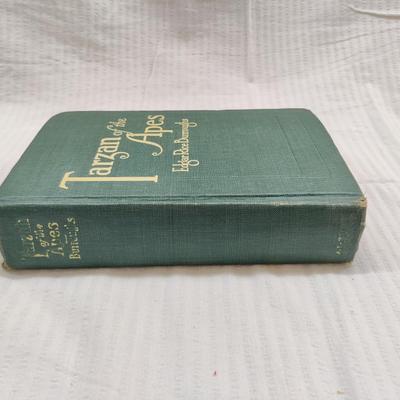 Tarzan
of the
Apes
Edgar Rice Burroughs
Tarzan
of the
Apes
Burroughs